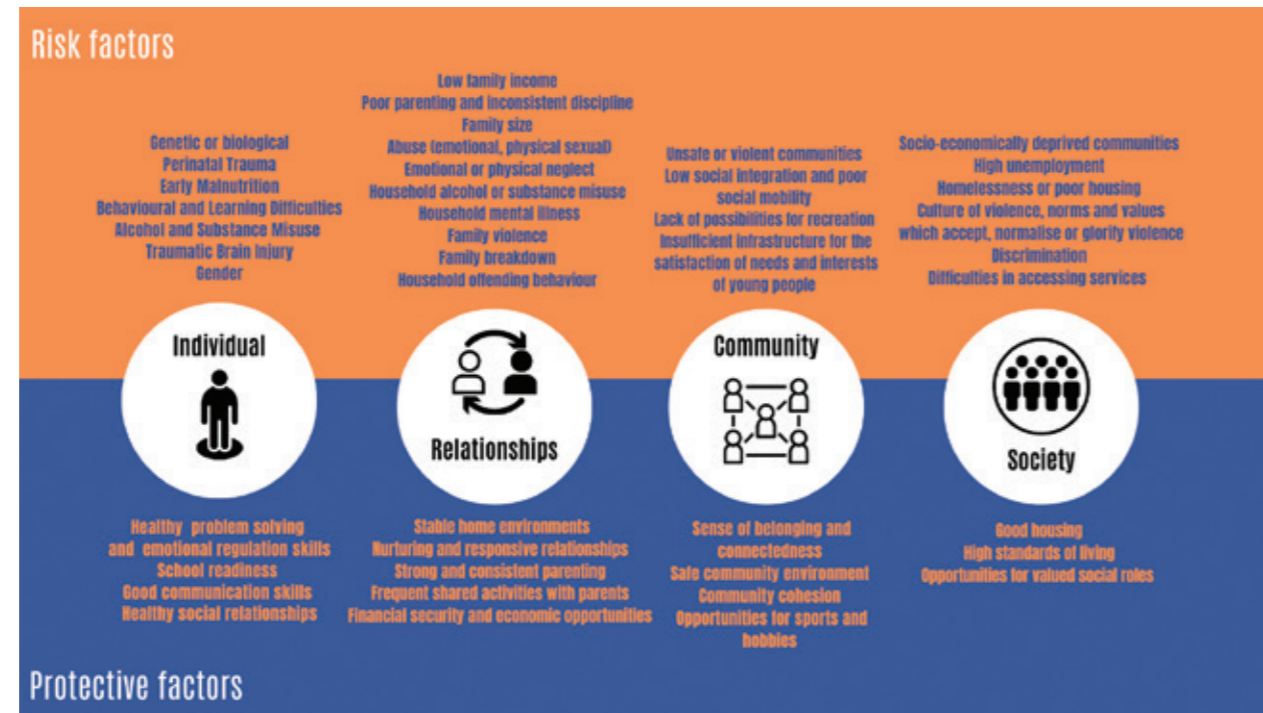 Risk factors
Genetic or biological
Perinatal Trauma
Early Malnutrition
Behavioural and Learning Difficulties
Alcohol and Substance Misuse
Traumatic Brain Injury
Gender
Low family income
Poor parenting and inconsistent discipline
Family size
Abuse (emotional, physical sexual)
Emotional or physical neglect
Household alcohol or substance misuse
Household mental illness
Family violence
Family breakdown
Household offending behaviour
Unsafe or violent communities
Low social integration and poor
social mobility
Lack of possibilities for recreation
Insufficient infrastructure for the
satisfaction of needs and interests
of young people
Socio-economically deprived communities
High unemployment
Homelessness or poor housing
Culture of violence, norms and values
which accept, normalise or glorify violence
Discrimination
Difficulties in accessing services
Individual
Relationships
Community
Society
Healthy problem solving
and emotional regulation skills
School readiness
Good communication skills
Healthy social relationships
Stable home environments
Nurturing and responsive relationships
Strong and consistent parenting
Frequent shared activities with parents
Financial security and economic opportunities
Sense of belonging and
connectedness
Safe community environment
Community cohesion
Opportunities for sports and
hobbies
Good housing
High standards of living
Opportunities for valued social roles
Protective factors